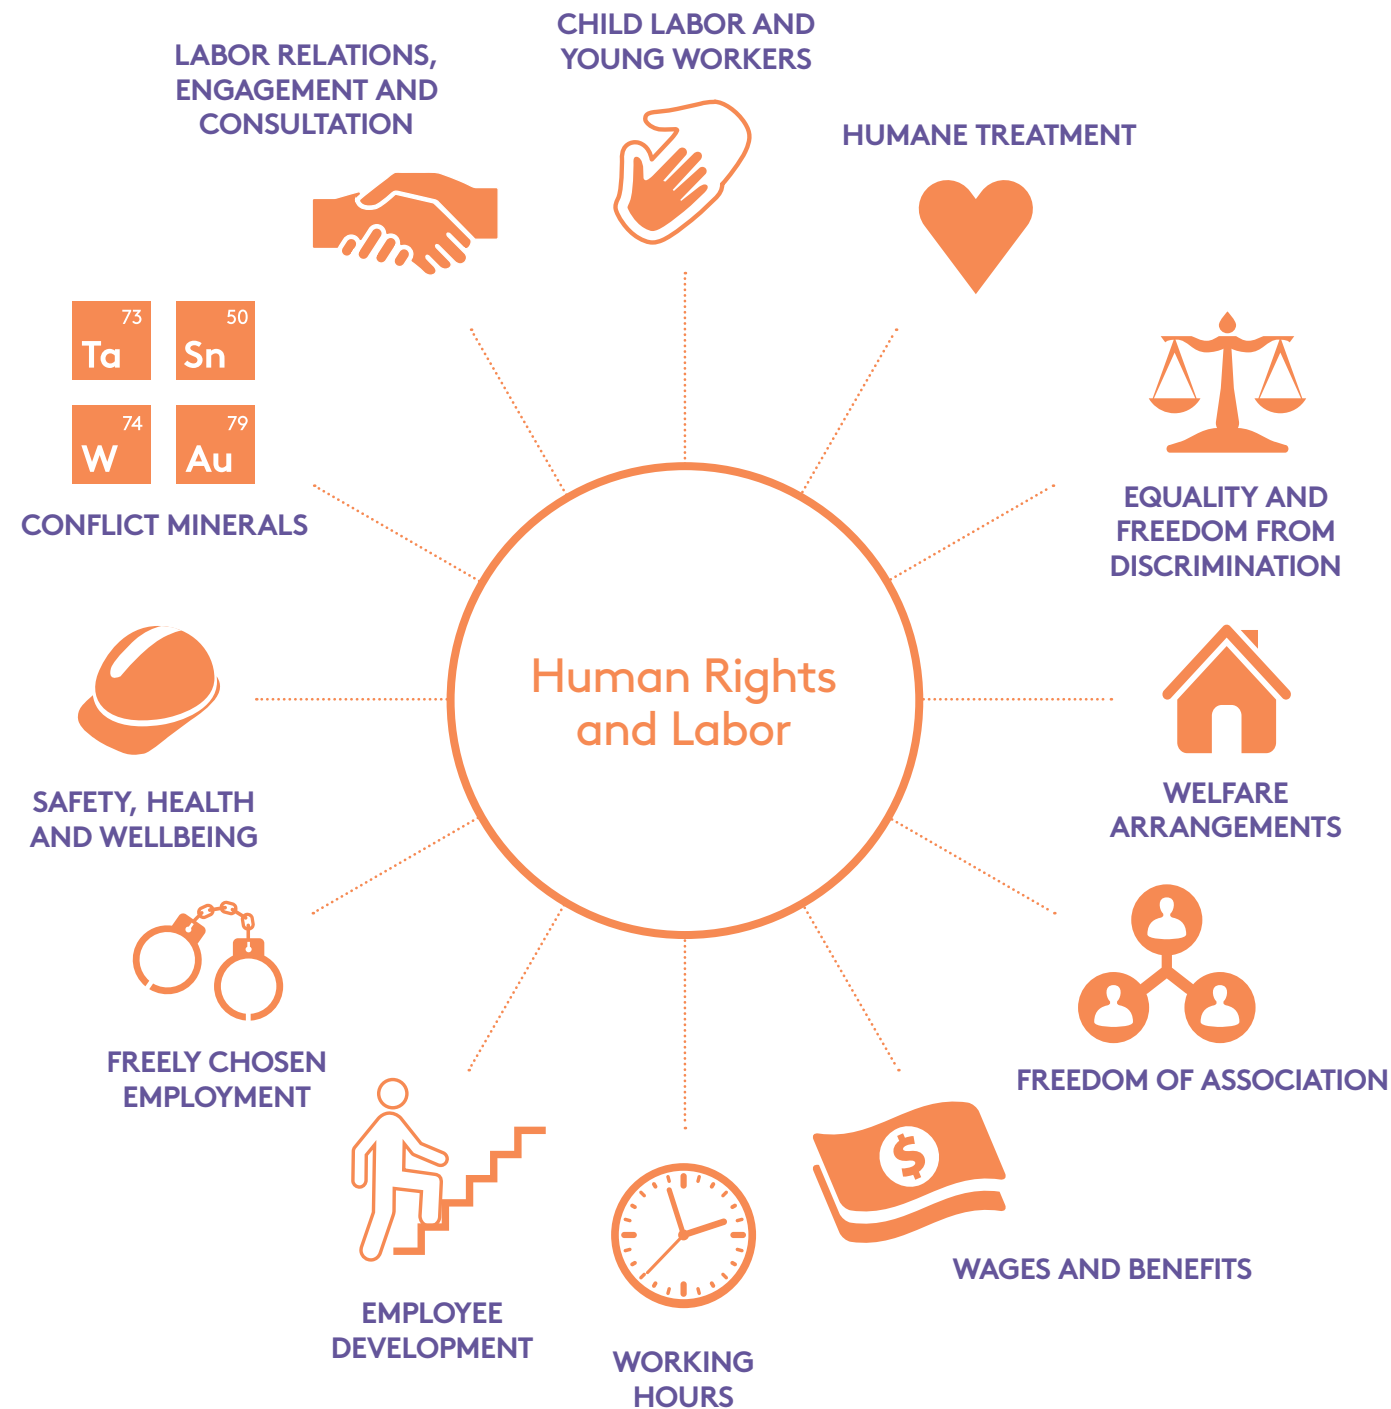 CHILD LABOR AND
YOUNG WORKERS
LABOR RELATIONS,
ENGAGEMENT AND
CONSULTATION
HUMANE TREATMENT
73
Ta
50
Sn
74
W
79
Au
CONFLICT MINERALS
EQUALITY AND
FREEDOM FROM
DISCRIMINATION
Human Rights
and Labor
SAFETY, HEALTH
AND WELLBEING
WELFARE
ARRANGEMENTS
FREELY CHOSEN
EMPLOYMENT
FREEDOM OF ASSOCIATION
$
WAGES AND BENEFITS
EMPLOYEE
DEVELOPMENT
WORKING
HOURS